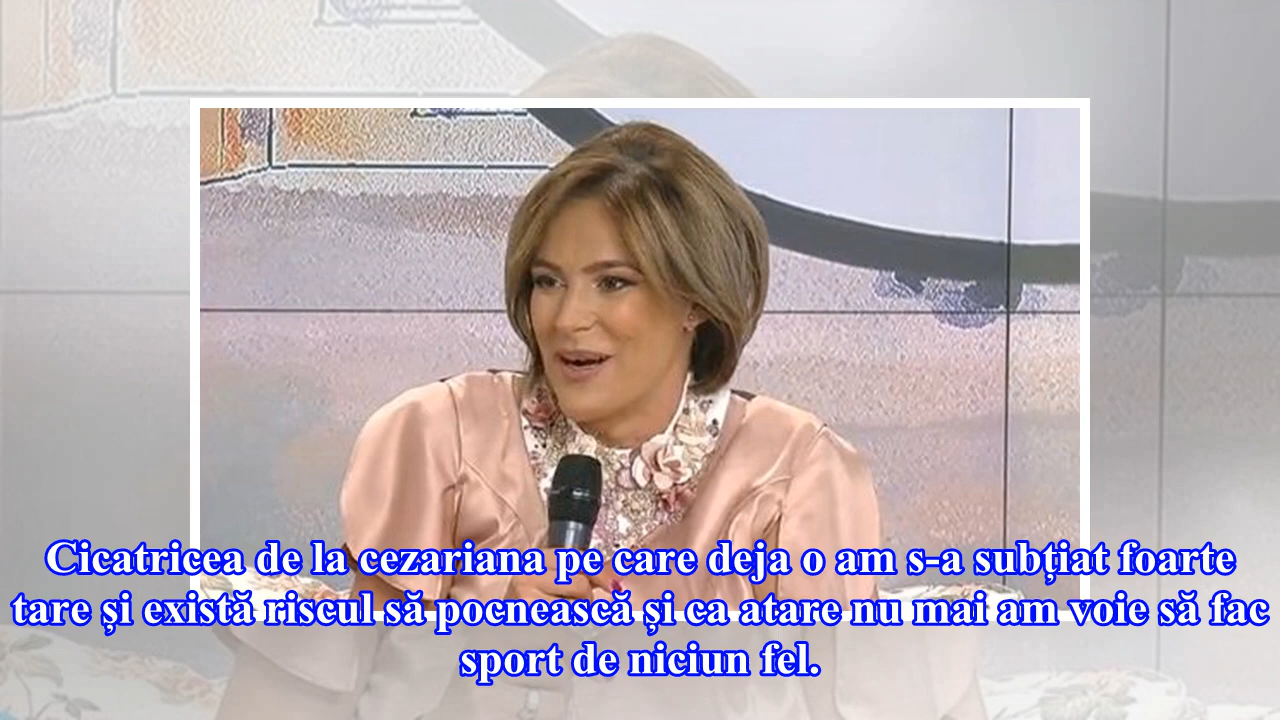 Cicatricea de la cezariana pe care deja o am s-a subțiat foarte
tare și există riscul să pocnească și ca atare nu mai am voie să fac
sport de niciun fel.